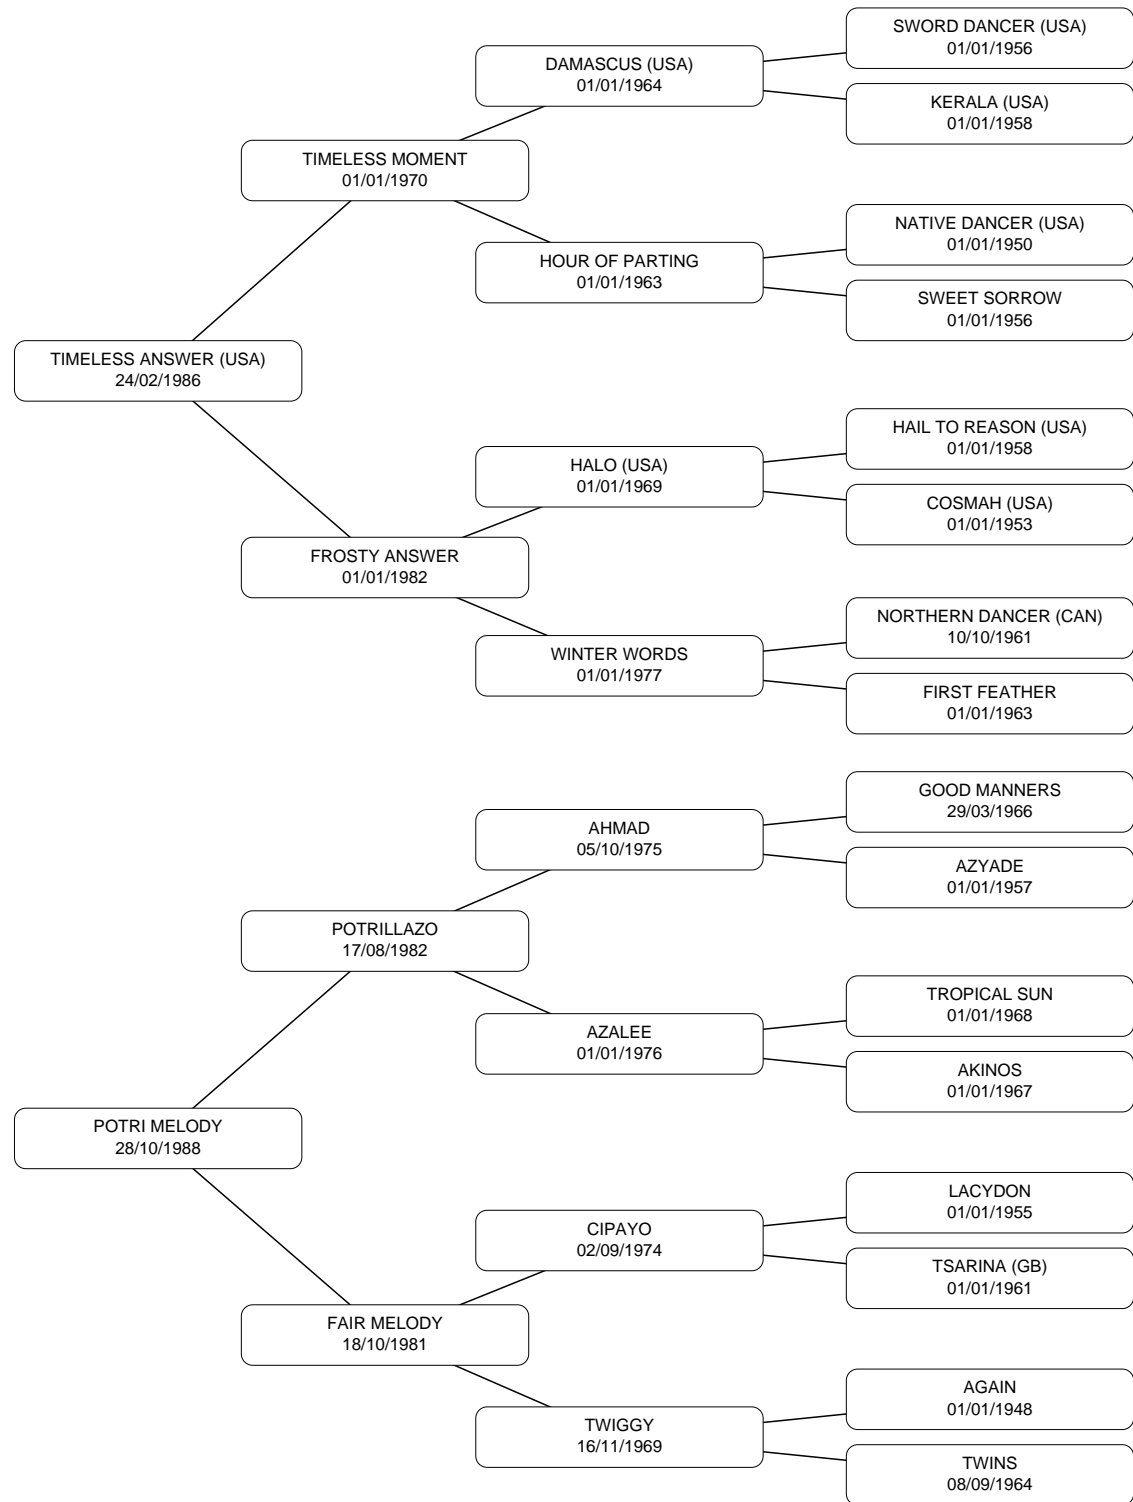 SWORD DANCER (USA)
01/01/1956
DAMASCUS (USA)
01/01/1964
KERALA (USA)
01/01/1958
TIMELESS MOMENT
01/01/1970
NATIVE DANCER (USA)
01/01/1950
HOUR OF PARTING
01/01/1963
SWEET SORROW
01/01/1956
TIMELESS ANSWER (USA)
24/02/1986
HAIL TO REASON (USA)
01/01/1958
HALO (USA)
01/01/1969
COSMAH (USA)
01/01/1953
FROSTY ANSWER
01/01/1982
NORTHERN DANCER (CAN)
10/10/1961
WINTER WORDS
01/01/1977
FIRST FEATHER
01/01/1963
GOOD MANNERS
29/03/1966
AHMAD
05/10/1975
AZYADE
01/01/1957
POTRILLAZO
17/08/1982
TROPICAL SUN
01/01/1968
AZALEE
01/01/1976
AKINOS
01/01/1967
POTRI MELODY
28/10/1988
LACYDON
01/01/1955
CIPAYO
02/09/1974
TSARINA (GB)
01/01/1961
FAIR MELODY
18/10/1981
AGAIN
01/01/1948
TWIGGY
16/11/1969
TWINS
08/09/1964